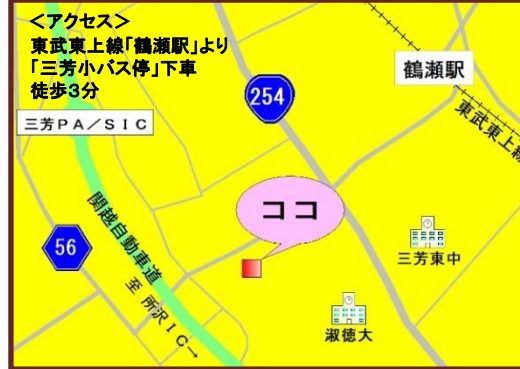 ＜アクセス＞
東武東上線「鶴瀬駅」より
「三芳小バス停」下車
徒歩３分
三芳ＰＡ／ＳＩＣ
254
鶴瀬駅
東武東上線
56
関越自動車道
至 所沢ＩＣ→
ココ
三芳東中
淑徳大